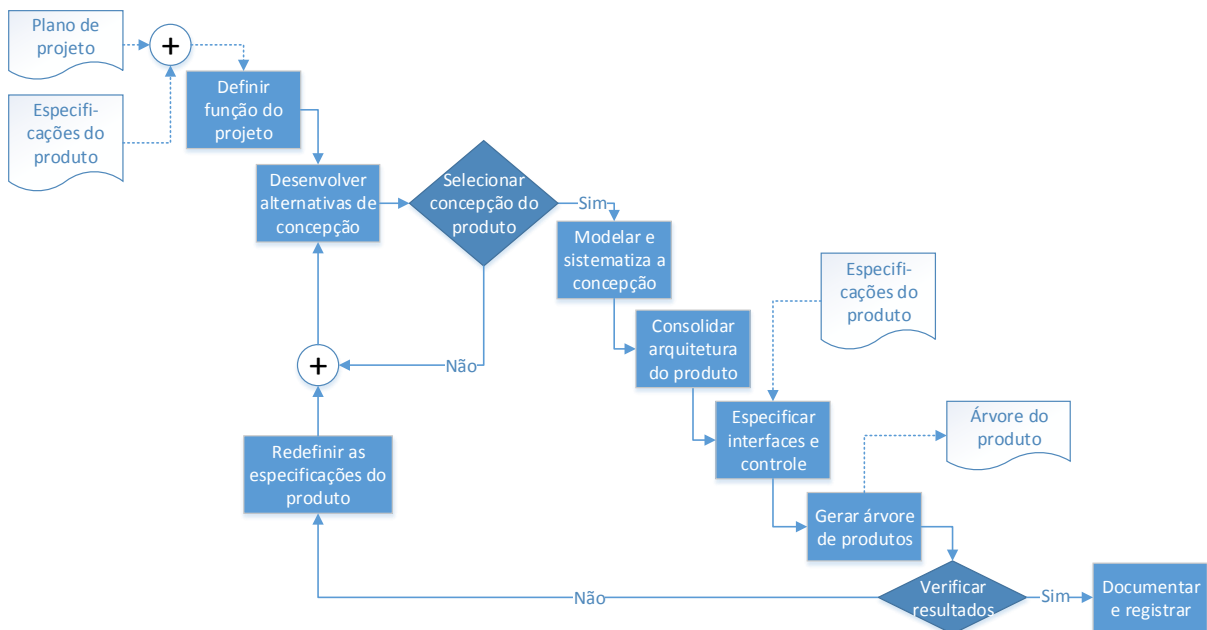 Plano de
projeto
+
Especifi-
cações do
produto
Definir
função do
projeto
Desenvolver
alternativas de
concepção
Selecionar
concepção do
produto
Sim
Modelar e
sistematiza a
concepção
Especifi-
cações do
produto
Consolidar
arquitetura
do produto
Não
+
Especificar
interfaces e
controle
Árvore do
produto
Redefinir as
especificações do
produto
Gerar árvore
de produtos
Verificar
resultados
Não
Sim
Documentar
e registrar